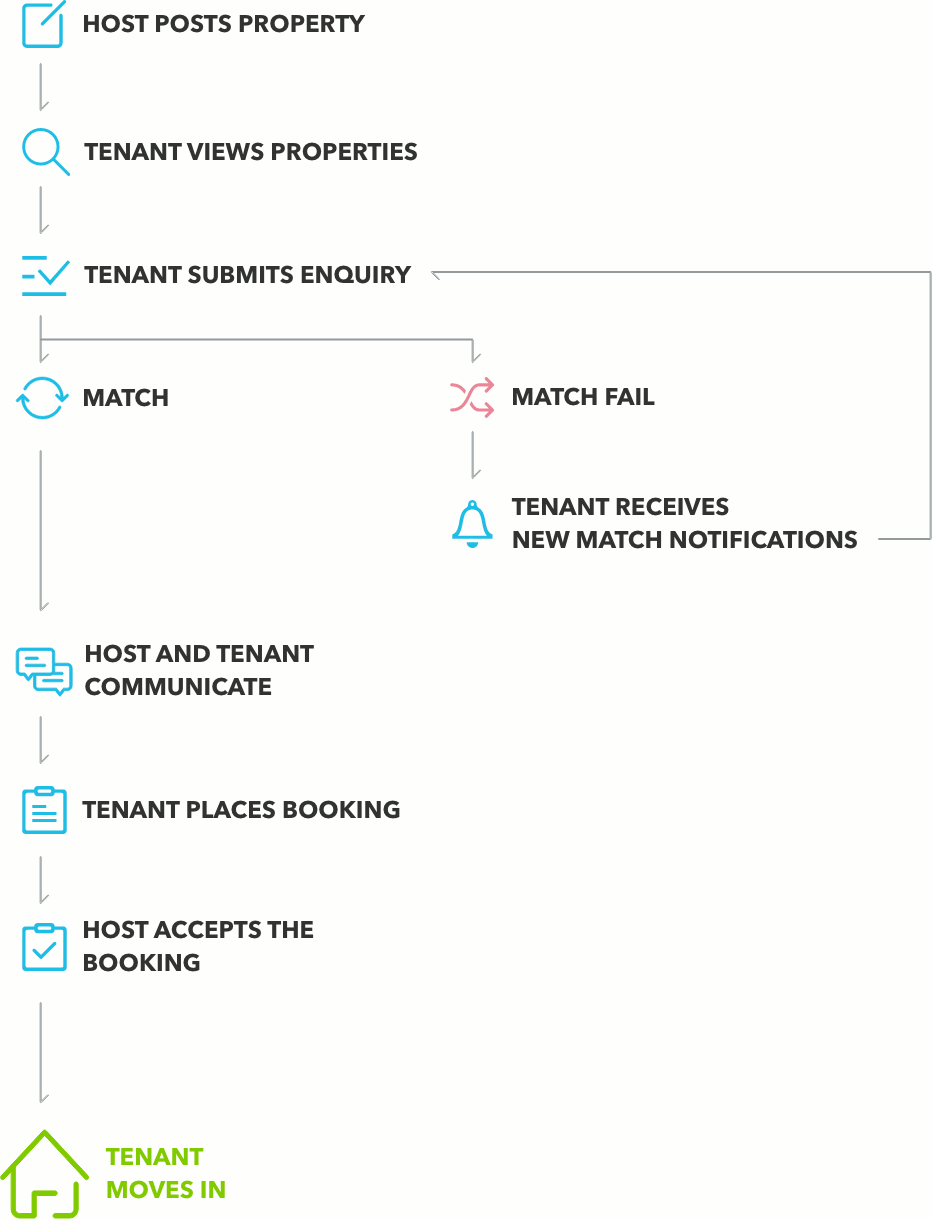 HOST POSTS PROPERTY
TENANT VIEWS PROPERTIES
TENANT SUBMITS ENQUIRY
MATCH
MATCH FAIL
TENANT RECEIVES
NEW MATCH NOTIFICATIONS
HOST AND TENANT
COMMUNICATE
TENANT PLACES BOOKING
HOST ACCEPTS THE
BOOKING
TENANT
MOVES IN